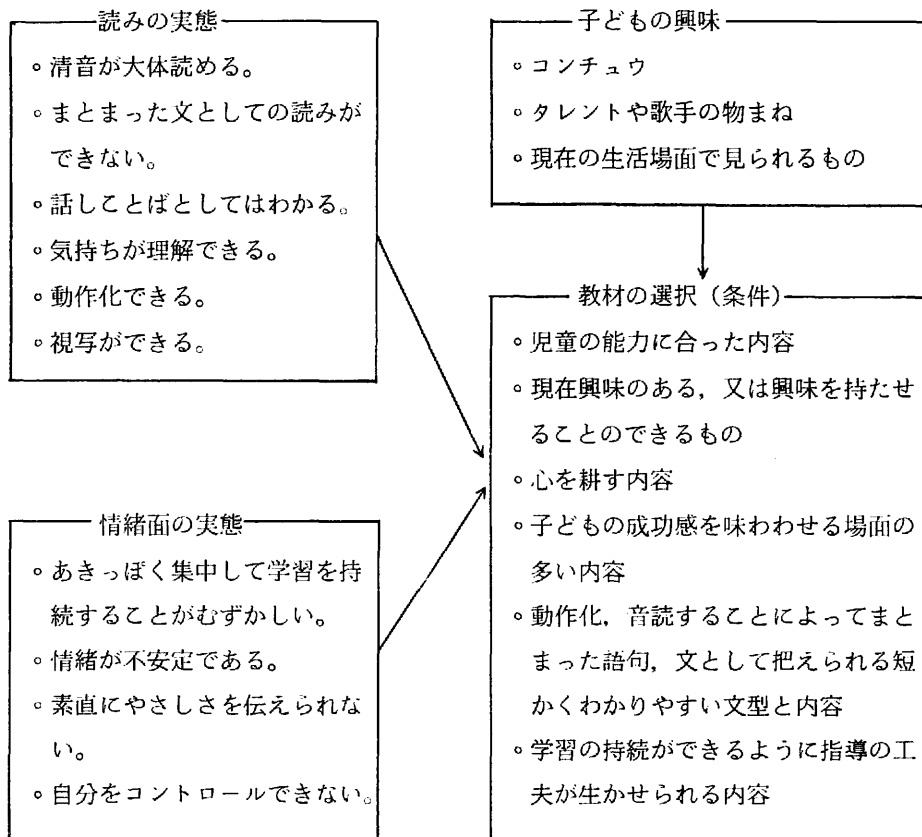 読みの実態
。清音が大体読める。
。まとまった文としての読みが
できない。
。話しことばとしてはわかる。
。気持ちが理解できる。
。動作化できる。
。視写ができる。
子どもの興味
。コンチュウ
。タレントや歌手の物まね
。現在の生活場面で見られるもの
情緒面の実態
。あきっぽく集中して学習を持
続することがむずかしい。
。情緒が不安定である。
。素直にやさしさを伝えられな
い。
。自分をコントロールできない。
教材の選択（条件）
。児童の能力に合った内容
。現在興味のある，又は興味を持たせ
ることのできるもの
。心を耕す内容
。子どもの成功感を味わわせる場面の
多い内容
。動作化，音読することによってまと
まった語句，文として把えられる短
かくわかりやすい文型と内容
。学習の持続ができるように指導の工
夫が生かせられる内容